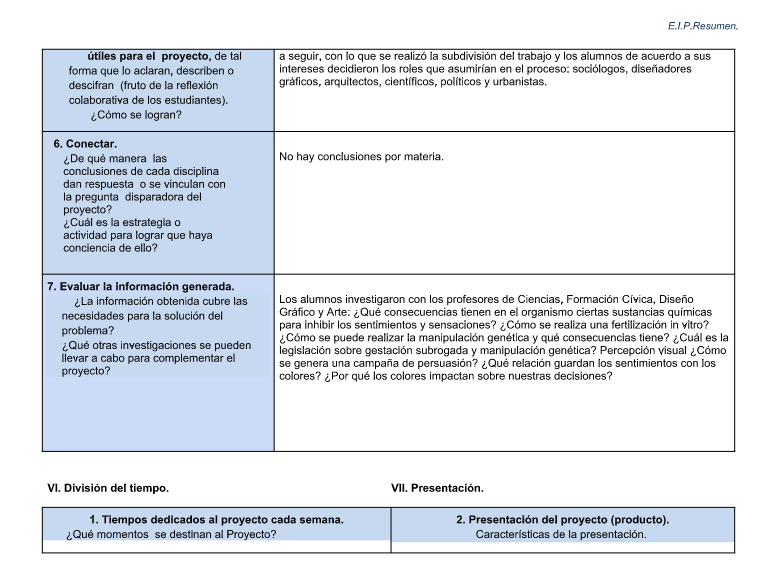 E.I.P.Resumen.
útiles para el proyecto, de tal
forma que lo aclaran, describen o
descifran (fruto de la reflexión
colaborativa de los estudiantes).
¿Cómo se logran?
a seguir, con lo que se realizó la subdivisión del trabajo y los alumnos de acuerdo a sus
intereses decidieron los roles que asumirían en el proceso: sociólogos, diseñadores
gráficos, arquitectos, científicos, políticos y urbanistas.
6. Conectar.
¿De qué manera las
conclusiones de cada disciplina
dan respuesta o se vinculan con
la pregunta disparadora del
proyecto?
¿Cuál es la estrategia o
actividad para lograr que haya
conciencia de ello?
No hay conclusiones por materia.
7. Evaluar la información generada.
¿La información obtenida cubre las
necesidades para la solución del
problema?
¿Qué otras investigaciones se pueden
llevar a cabo para complementar el
proyecto?
Los alumnos investigaron con los profesores de Ciencias, Formación Cívica, Diseño
Gráfico y Arte: ¿Qué consecuencias tienen en el organismo ciertas sustancias químicas
para inhibir los sentimientos y sensaciones? ¿Cómo se realiza una fertilización in vitro?
¿Cómo se puede realizar la manipulación genética y qué consecuencias tiene? ¿Cuál es la
legislación sobre gestación subrogada y manipulación genética? Percepción visual ¿Cómo
se genera una campaña de persuasión? ¿Qué relación guardan los sentimientos con los
colores? ¿Por qué los colores impactan sobre nuestras decisiones?
VI. División del tiempo.
VII. Presentación.
1. Tiempos dedicados al proyecto cada semana.
¿Qué momentos se destinan al Proyecto?
2. Presentación del proyecto (producto).
Características de la presentación.